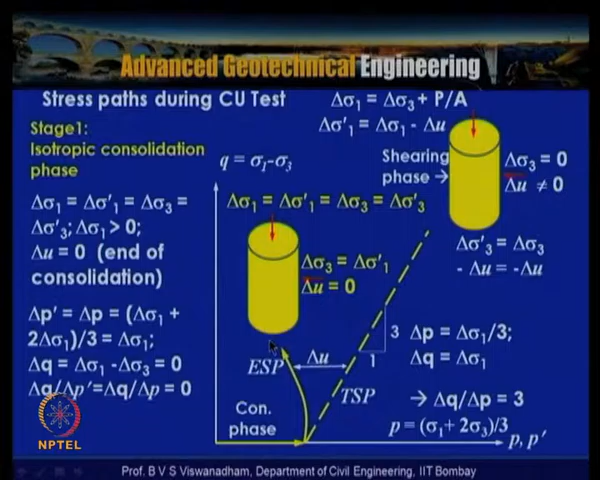 Advanced Geotechnical Engineering
Stress paths during CU Test
Δσ₁ = Δσ₃ + P/A
Δσ'₁ = Δσ₁ - Δu
Stage1:
Isotropic consolidation
phase
q = σ₁-σ₃
Shearing
phase →
Δσ₃ = 0
Δu ≠ 0
Δσ₁ = Δσ'₁ = Δσ₃ =
Δσ'₃; Δσ₁ > 0;
Δu = 0 (end of
consolidation)
Δσ₁ = Δσ'₁ = Δσ₃ = Δσ'₃
Δσ₃ = Δσ'₁
Δu = 0
Δσ'₃ = Δσ₃
- Δu = -Δu
Δp' = Δp = (Δσ₁ +
2Δσ₁)/3 = Δσ₁;
Δq = Δσ₁ -Δσ₃ = 0
Δq/Δp'=Δq/Δp = 0
3
1
Δp = Δσ₁/3;
Δq = Δσ₁
ESP
Δu
TSP
→ Δq/Δp = 3
Con.
phase
p = (σ₁+ 2σ₃)/3
p, p'
NPTEL
Prof. B V S Viswanadham, Department of Civil Engineering, IIT Bombay